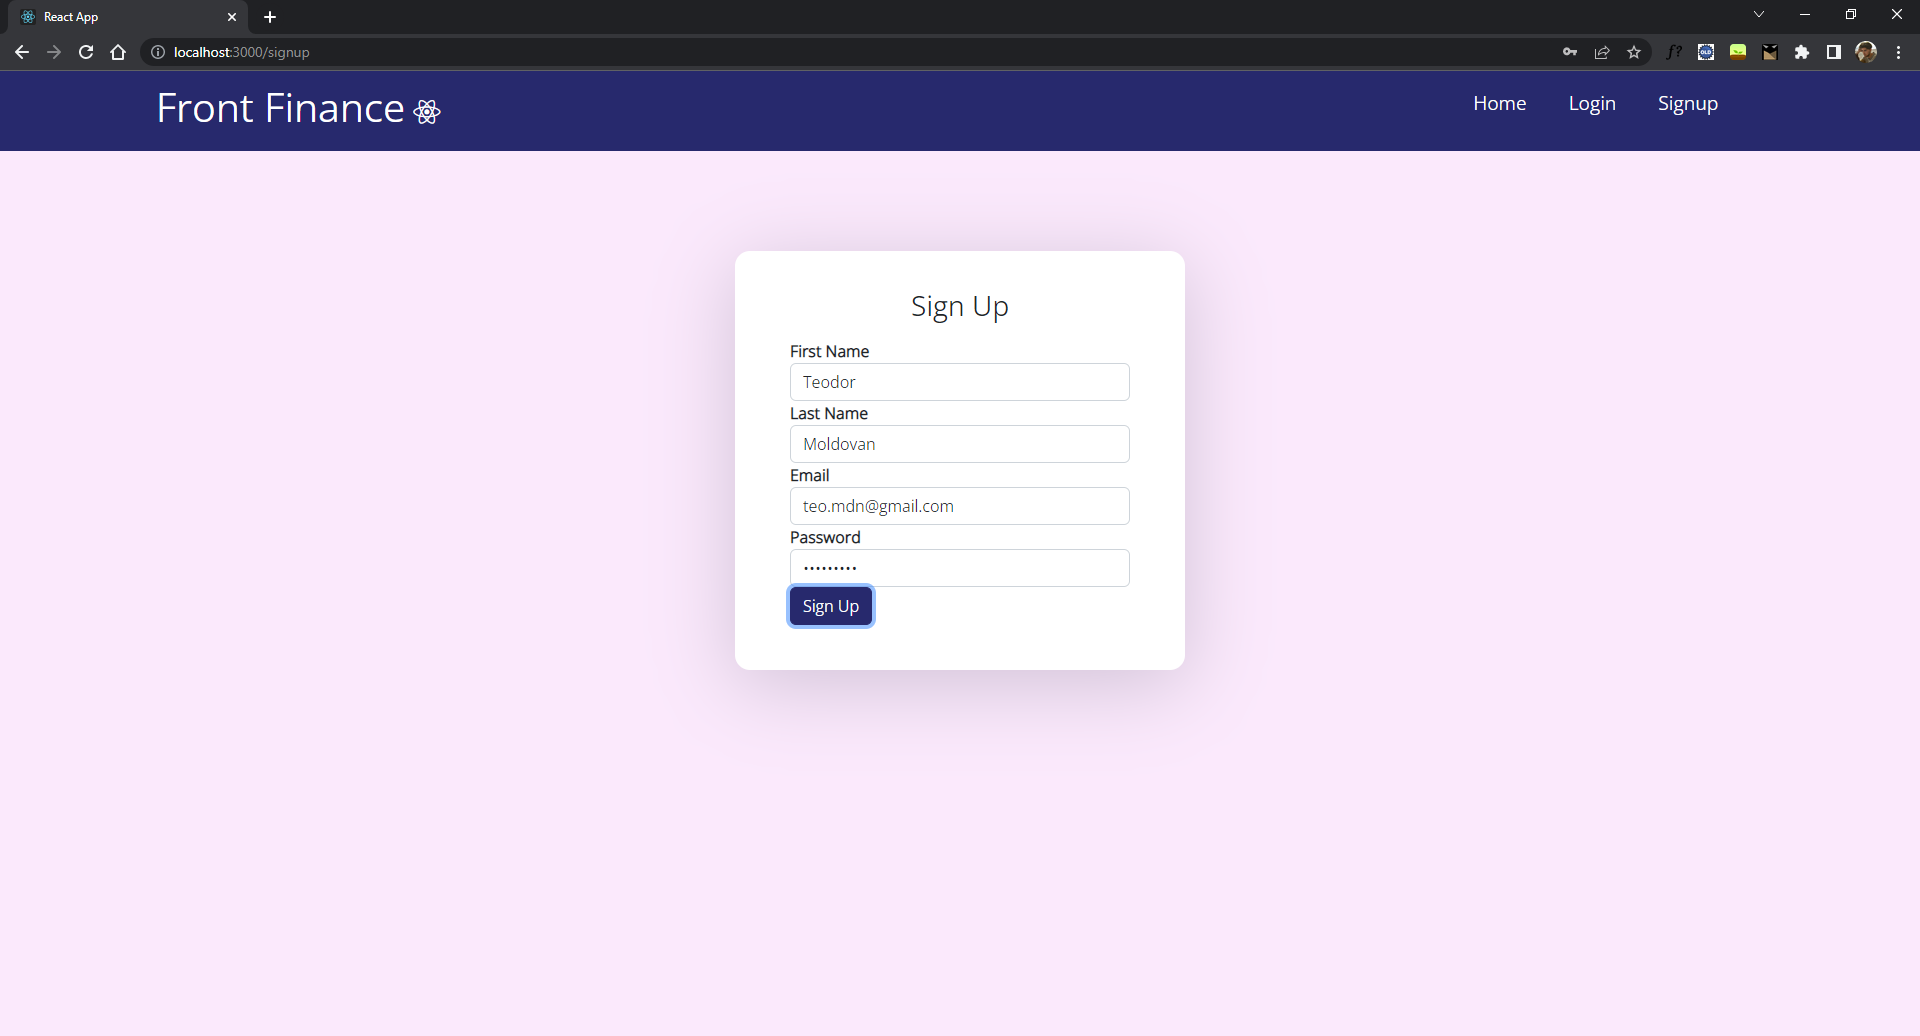 React App
localhost:3000/signup
f?
OLD
Front Finance
Home Login Signup
Sign Up
First Name
Teodor
Last Name
Moldovan
Email
teo.mdn@gmail.com
Password
•••••••••
Sign Up